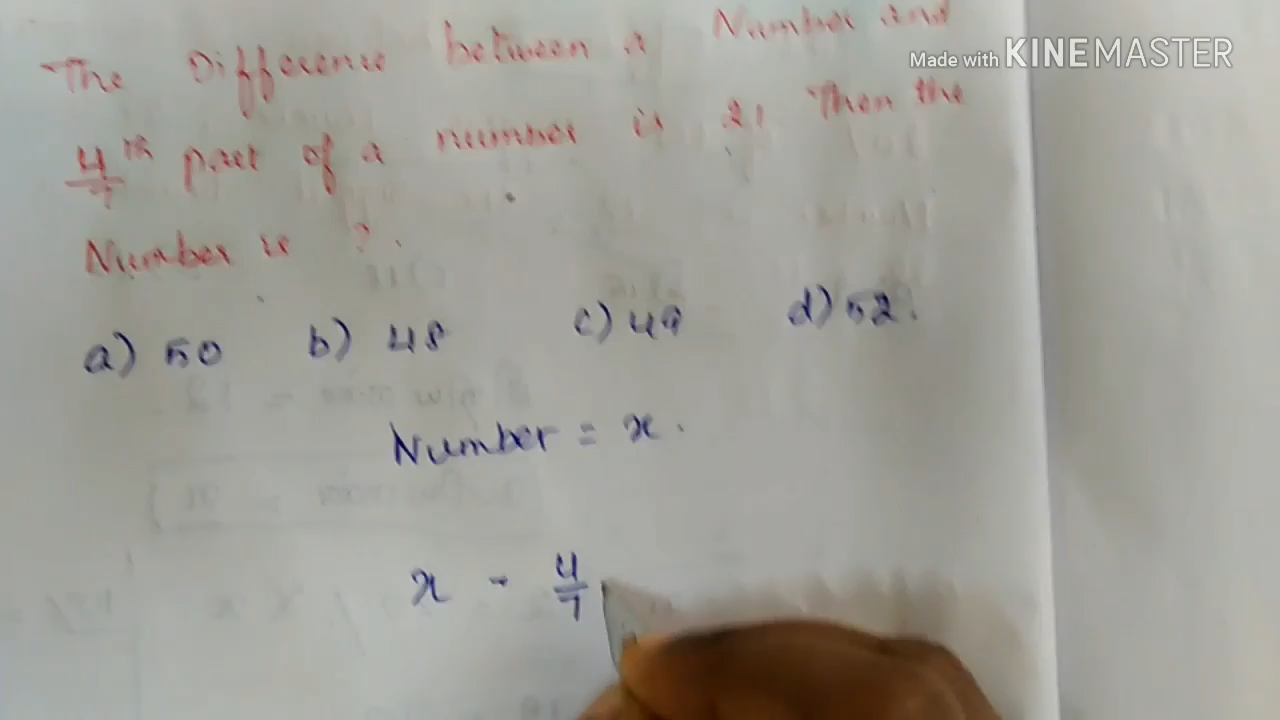 Made with KINEMASTER
The Difference between a Number and
4/7 th part of a number is 21 Then the
Number is ?.
a) 50 b) 48 c) 49 d) 52.
Number = x.
x - 4/7